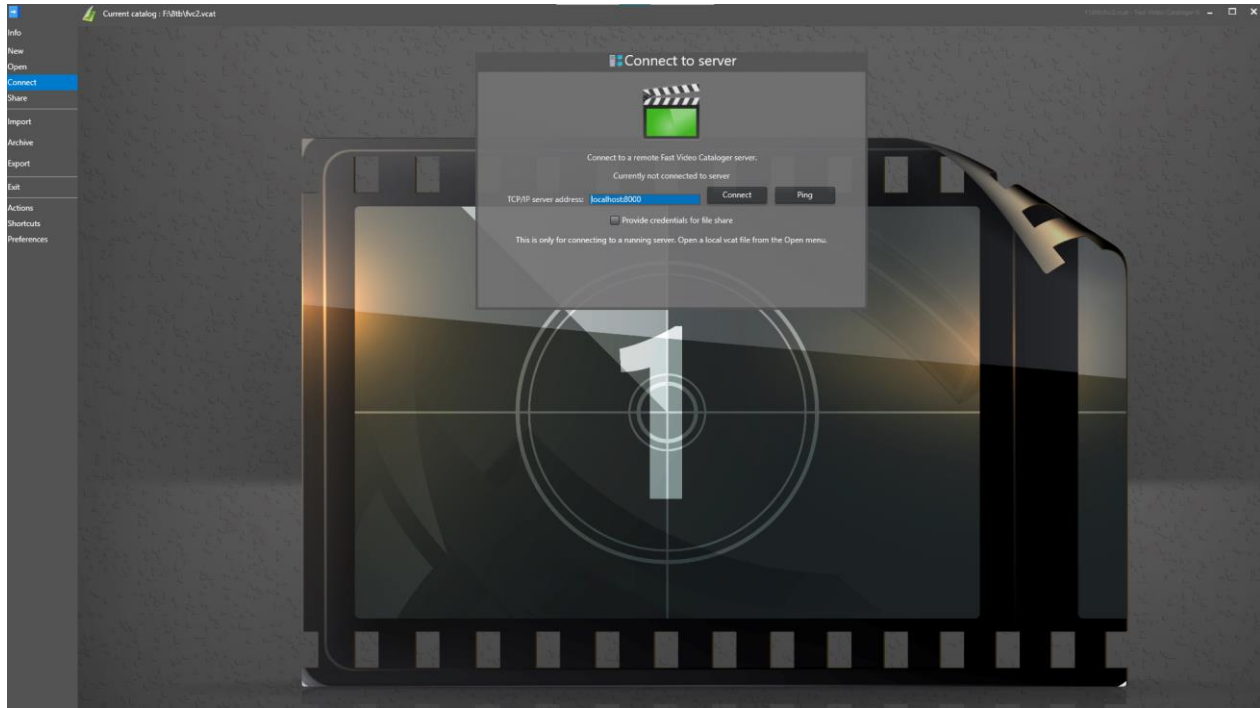 Current catalog : F:\8tb\fvc2.vcat
Info
New
Open
Connect
Share
Import
Archive
Export
Exit
Actions
Shortcuts
Preferences
Connect to server
Connect to a remote Fast Video Cataloger server.
Currently not connected to server
TCP/IP server address: localhost:8000 Connect Ping
Provide credentials for file share
This is only for connecting to a running server. Open a local vcat file from the Open menu.
1